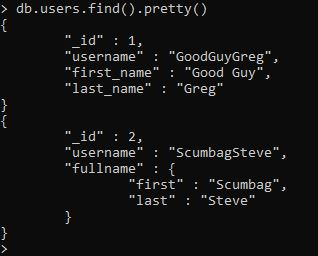 > db.users.find().pretty()
{
        "_id" : 1,
        "username" : "GoodGuyGreg",
        "first_name" : "Good Guy",
        "last_name" : "Greg"
}
{
        "_id" : 2,
        "username" : "ScumbagSteve",
        "fullname" : {
                "first" : "Scumbag",
                "last" : "Steve"
        }
}
>